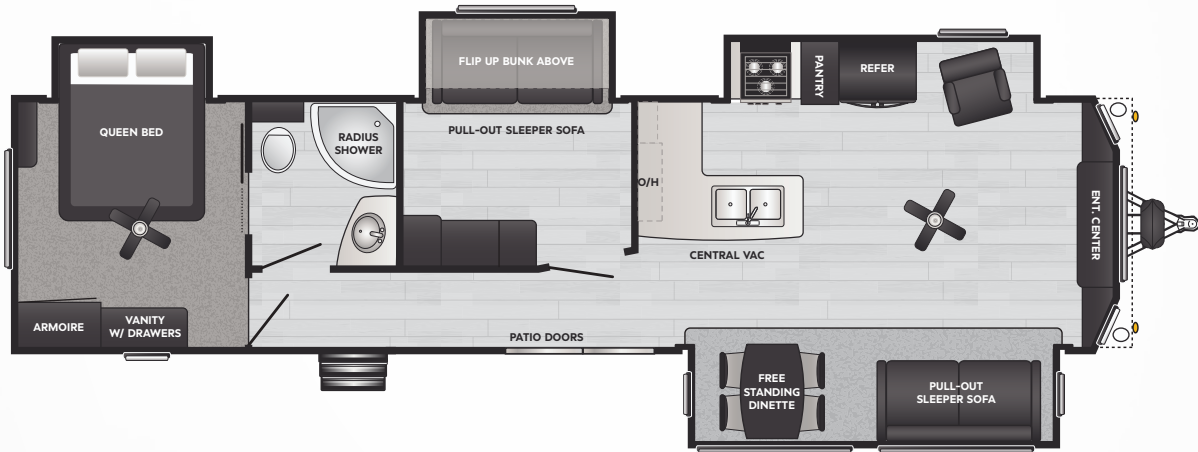 QUEEN BED
ARMOIRE
VANITY
W/ DRAWERS
RADIUS
SHOWER
FLIP UP BUNK ABOVE
PULL-OUT SLEEPER SOFA
PATIO DOORS
O/H
CENTRAL VAC
PANTRY
REFER
ENT. CENTER
FREE
STANDING
DINETTE
PULL-OUT
SLEEPER SOFA